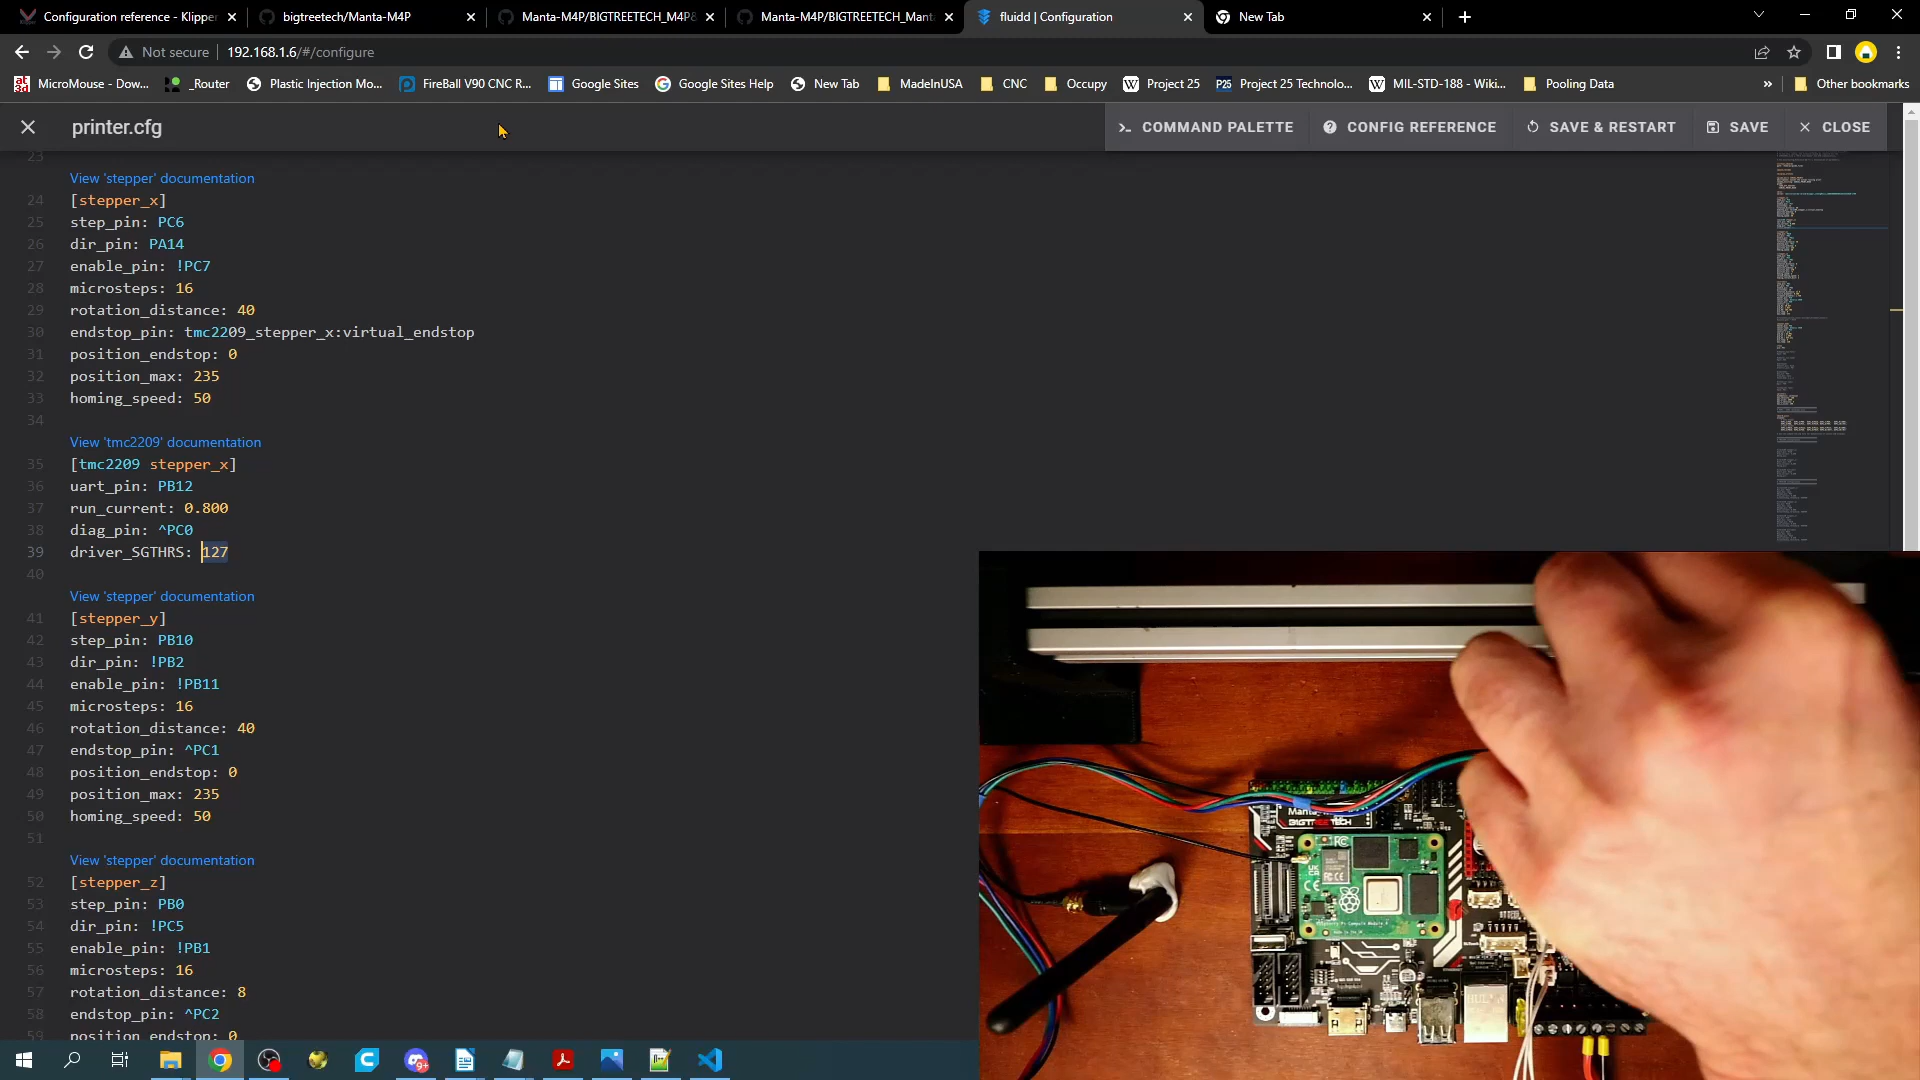 Configuration reference - Klipper
bigtreetech/Manta-M4P
Manta-M4P/BIGTREETECH_M4P&
Manta-M4P/BIGTREETECH_Manta
fluidd | Configuration
New Tab
Not secure
192.168.1.6/#/configure
MicroMouse - Dow...
_Router
Plastic Injection Mo...
FireBall V90 CNC R...
Google Sites
Google Sites Help
New Tab
MadeInUSA
CNC
Occupy
Project 25
Project 25 Technolo...
MIL-STD-188 - Wiki...
Pooling Data
»
Other bookmarks
printer.cfg
COMMAND PALETTE
CONFIG REFERENCE
SAVE & RESTART
SAVE
CLOSE
23
View 'stepper' documentation
24 [stepper_x]
25 step_pin: PC6
26 dir_pin: PA14
27 enable_pin: !PC7
28 microsteps: 16
29 rotation_distance: 40
30 endstop_pin: tmc2209_stepper_x:virtual_endstop
31 position_endstop: 0
32 position_max: 235
33 homing_speed: 50
34
View 'tmc2209' documentation
35 [tmc2209 stepper_x]
36 uart_pin: PB12
37 run_current: 0.800
38 diag_pin: ^PC0
39 driver_SGTHRS: 127
40
View 'stepper' documentation
41 [stepper_y]
42 step_pin: PB10
43 dir_pin: !PB2
44 enable_pin: !PB11
45 microsteps: 16
46 rotation_distance: 40
47 endstop_pin: ^PC1
48 position_endstop: 0
49 position_max: 235
50 homing_speed: 50
51
View 'stepper' documentation
52 [stepper_z]
53 step_pin: PB0
54 dir_pin: !PC5
55 enable_pin: !PB1
56 microsteps: 16
57 rotation_distance: 8
58 endstop_pin: ^PC2
59 position_endstop: 0
Manta
BIGTREETECH